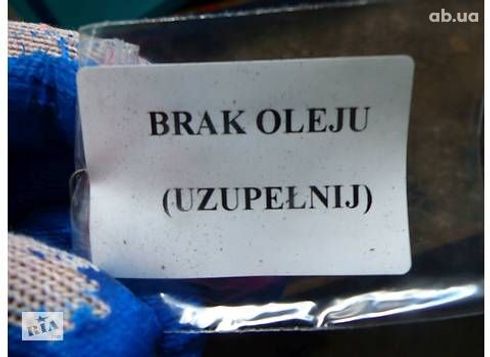 ab.ua
BRAK OLEJU
(UZUPEŁNIJ)
RIA